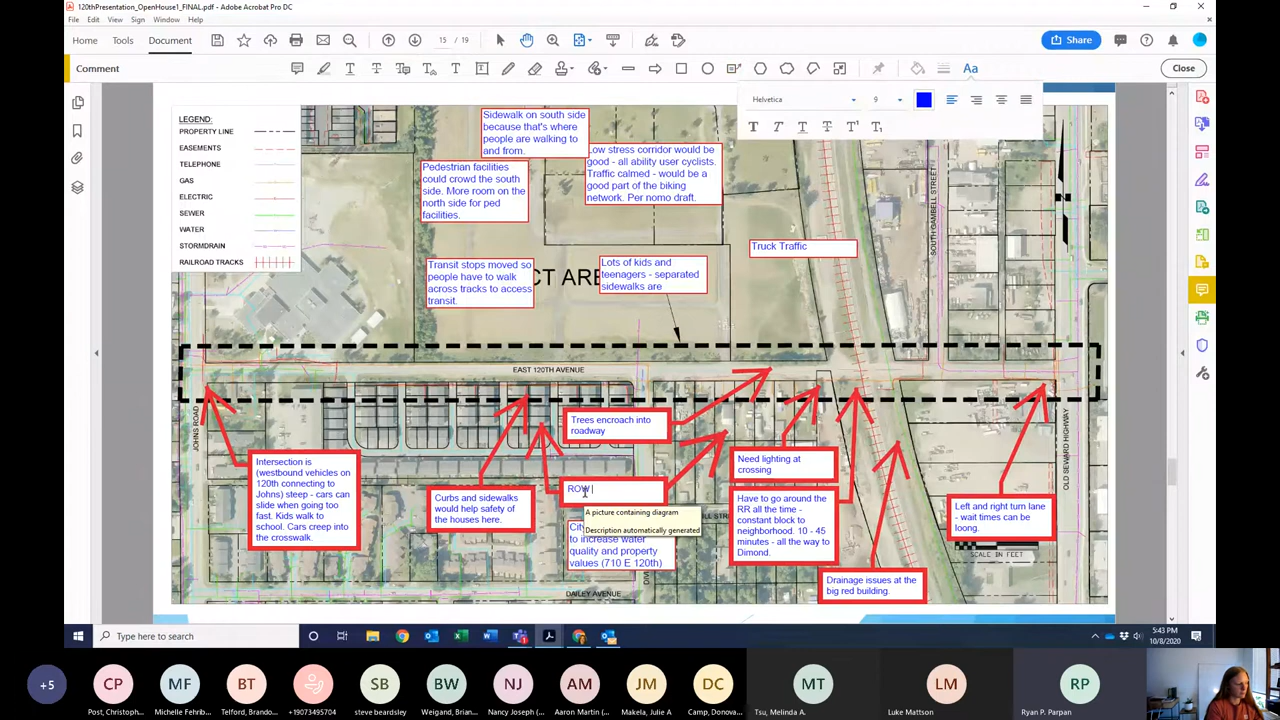 120thPresentation_OpenHouse1_FINAL.pdf - Adobe Acrobat Pro DC
File Edit View Sign Window Help
Home Tools Document
15 / 19
Share
Comment
Aa
Close
Helvetica 9
LEGEND:
PROPERTY LINE
EASEMENTS
TELEPHONE
GAS
ELECTRIC
SEWER
WATER
STORMDRAIN
RAILROAD TRACKS
Sidewalk on south side
because that's where
people are walking to
and from.
Low stress corridor would be
good - all ability user cyclists.
Traffic calmed - would be a
good part of the biking
network. Per nomo draft.
Pedestrian facilities
could crowd the south
side. More room on the
north side for ped
facilities.
Truck Traffic
SOUTH GAMBELL STREET
Transit stops moved so
people have to walk
across tracks to access
transit.
CT ARE
Lots of kids and
teenagers - separated
sidewalks are
EAST 120TH AVENUE
JOHNS ROAD
OLD SEWARD HIGHWAY
Trees encroach into
roadway
Need lighting at
crossing
Intersection is
(westbound vehicles on
120th connecting to
Johns) steep - cars can
slide when going too
fast. Kids walk to
school. Cars creep into
the crosswalk.
Curbs and sidewalks
would help safety of
the houses here.
ROW
A picture containing diagram
Description automatically generated
City
to increase water
quality and property
values (710 E 120th)
Have to go around the
RR all the time -
constant block to
neighborhood. 10 - 45
minutes - all the way to
Dimond.
Left and right turn lane
- wait times can be
loong.
SCALE IN FEET
Drainage issues at the
big red building.
DAILEY AVENUE
Type here to search
5:43 PM
10/8/2020
+5 CP MF BT SB BW NJ AM JM DC MT LM RP
Post, Christoph... Michelle Fehrib... Telford, Brando... +19073495704 steve beardsley Weigand, Brian... Nancy Joseph (... Aaron Martin (... Makela, Julie A Camp, Donova... Tsu, Melinda A. Luke Mattson Ryan P. Parpan